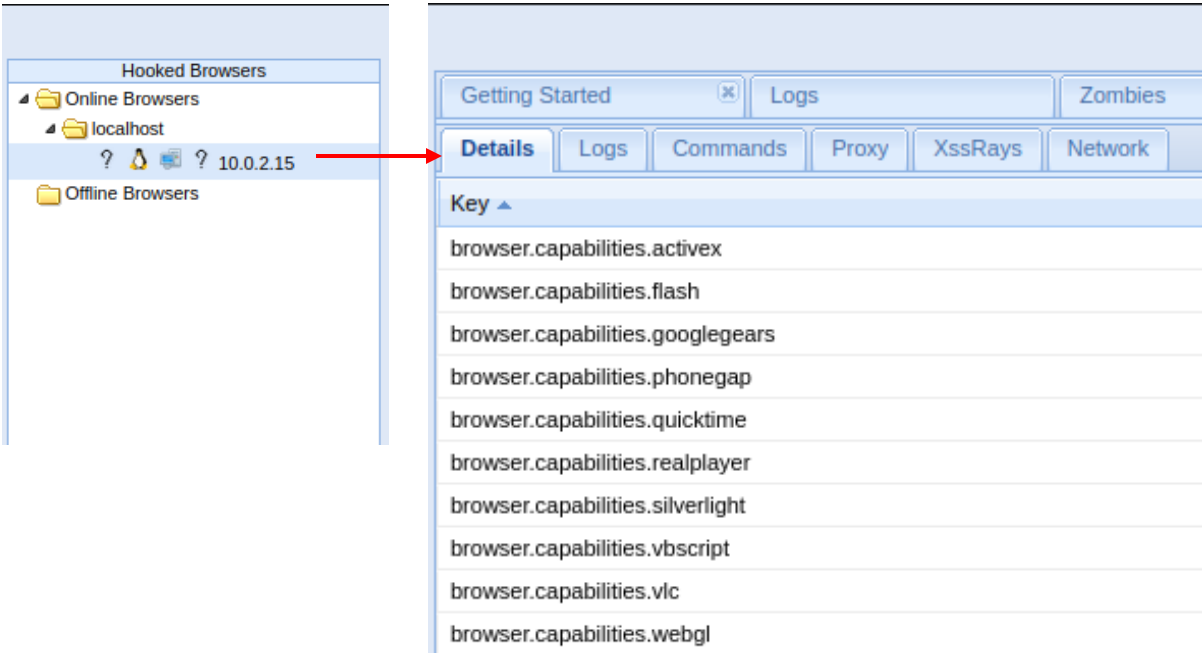 Hooked Browsers
Online Browsers
localhost
? ? 10.0.2.15
Offline Browsers
Getting Started Logs Zombies
Details Logs Commands Proxy XssRays Network
Key
browser.capabilities.activex
browser.capabilities.flash
browser.capabilities.googlegears
browser.capabilities.phonegap
browser.capabilities.quicktime
browser.capabilities.realplayer
browser.capabilities.silverlight
browser.capabilities.vbscript
browser.capabilities.vlc
browser.capabilities.webgl